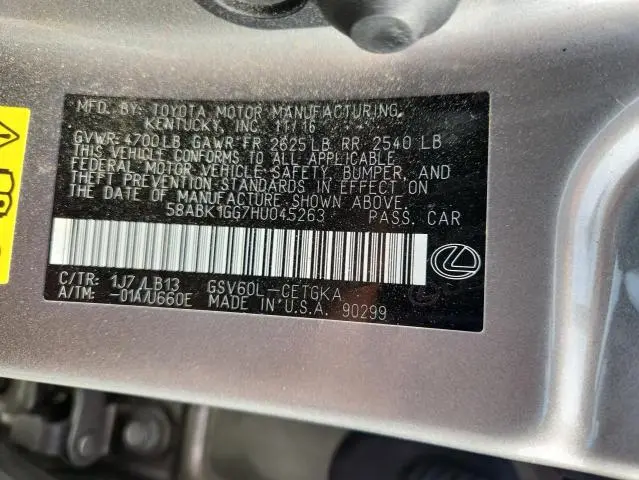 MFD. BY: TOYOTA MOTOR MANUFACTURING,
KENTUCKY, INC. 11/16
GVWR 4700LB GAWR FR 2625LB RR 2540 LB
THIS VEHICLE CONFORMS TO ALL APPLICABLE
FEDERAL MOTOR VEHICLE SAFETY, BUMPER, AND
THEFT PREVENTION STANDARDS IN EFFECT ON
THE DATE OF MANUFACTURE SHOWN ABOVE.
58ABK1GG7HU045263 PASS. CAR
C/TR: 1J7/LB13 GSV60L-CETGKA
A/TM: -01A/U660E MADE IN U.S.A. 90299